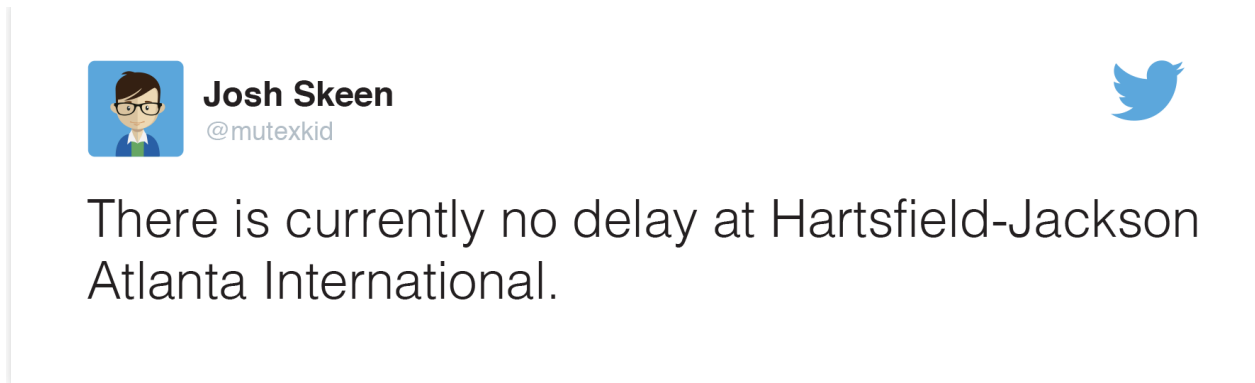 Josh Skeen
@mutexkid
There is currently no delay at Hartsfield-Jackson
Atlanta International.